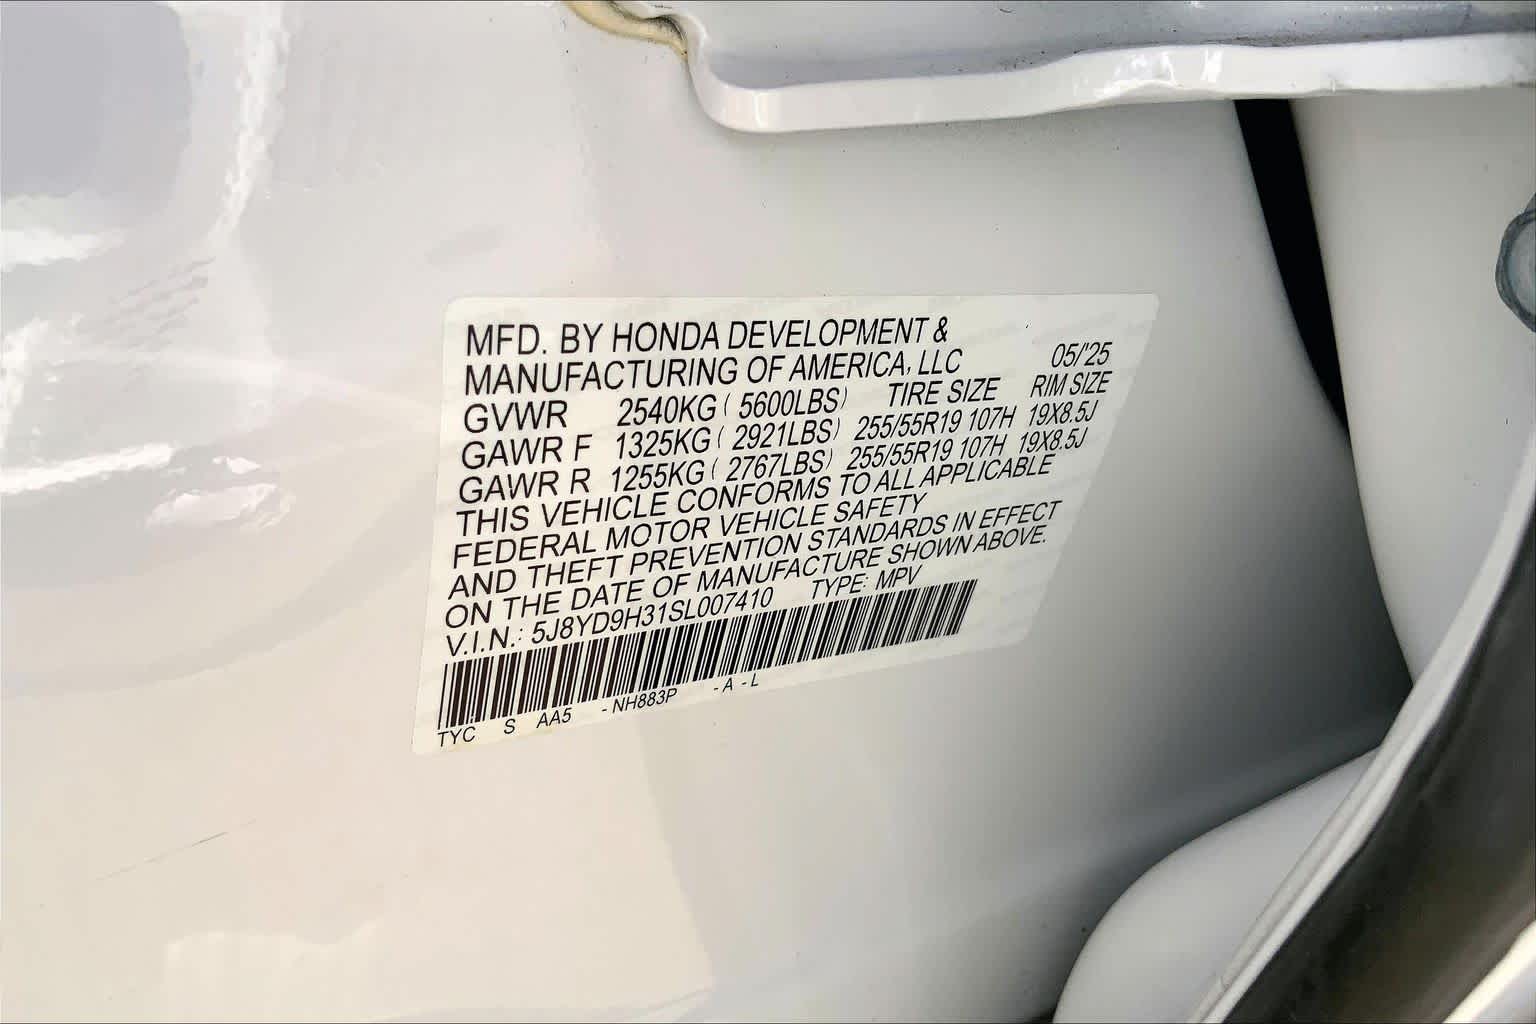 MFD. BY HONDA DEVELOPMENT &
MANUFACTURING OF AMERICA, LLC 05/'25
GVWR 2540KG ( 5600LBS) TIRE SIZE RIM SIZE
GAWR F 1325KG ( 2921LBS) 255/55R19 107H 19X8.5J
GAWR R 1255KG ( 2767LBS) 255/55R19 107H 19X8.5J
THIS VEHICLE CONFORMS TO ALL APPLICABLE
FEDERAL MOTOR VEHICLE SAFETY
AND THEFT PREVENTION STANDARDS IN EFFECT
ON THE DATE OF MANUFACTURE SHOWN ABOVE.
V.I.N.: 5J8YD9H31SL007410 TYPE: MPV
TYC S AA5 - NH883P - A - L